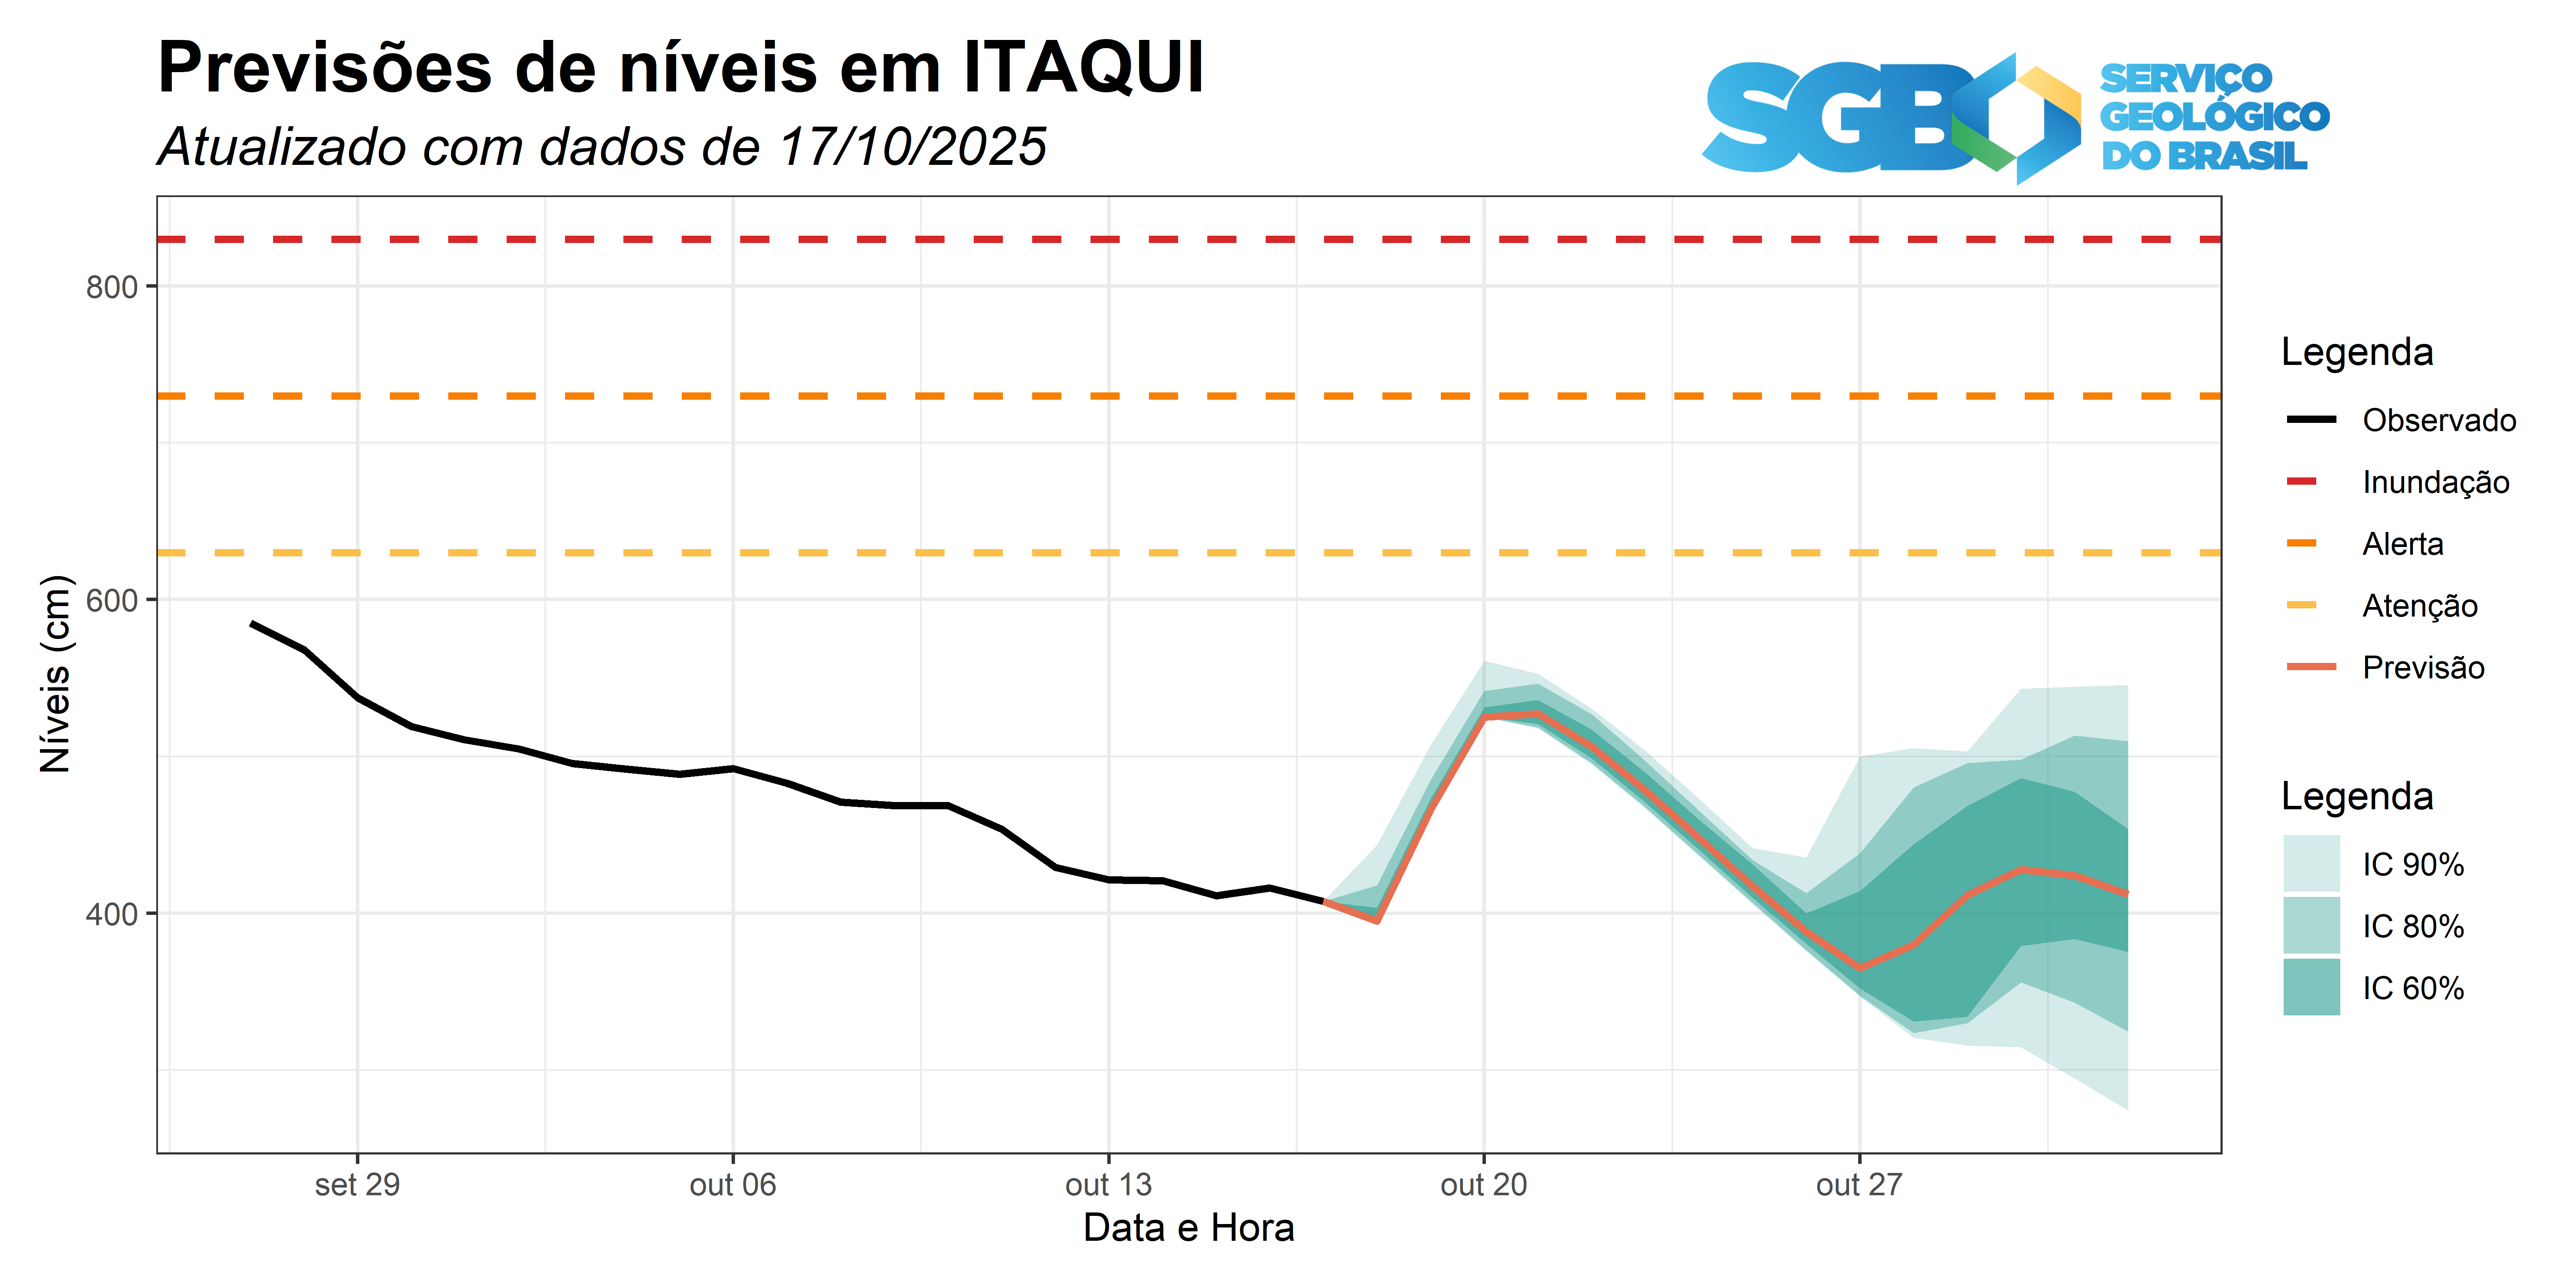 Previsões de níveis em ITAQUI
Atualizado com dados de 17/10/2025
SGB
SERVIÇO
GEOLÓGICO
DO BRASIL
800
600
400
Níveis (cm)
set 29
out 06
out 13
out 20
out 27
Data e Hora
Legenda
Observado
Inundação
Alerta
Atenção
Previsão
Legenda
IC 90%
IC 80%
IC 60%